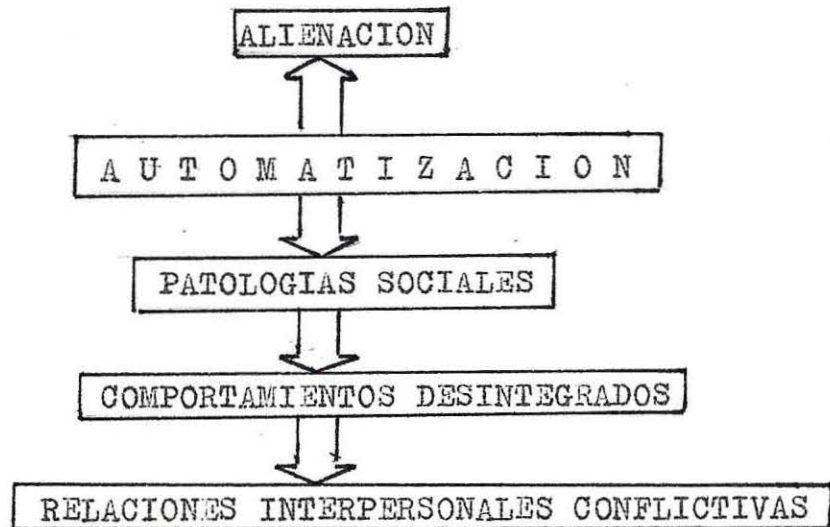 ALIENACION
A U T O M A T I Z A C I O N
PATOLOGIAS SOCIALES
COMPORTAMIENTOS DESINTEGRADOS
RELACIONES INTERPERSONALES CONFLICTIVAS